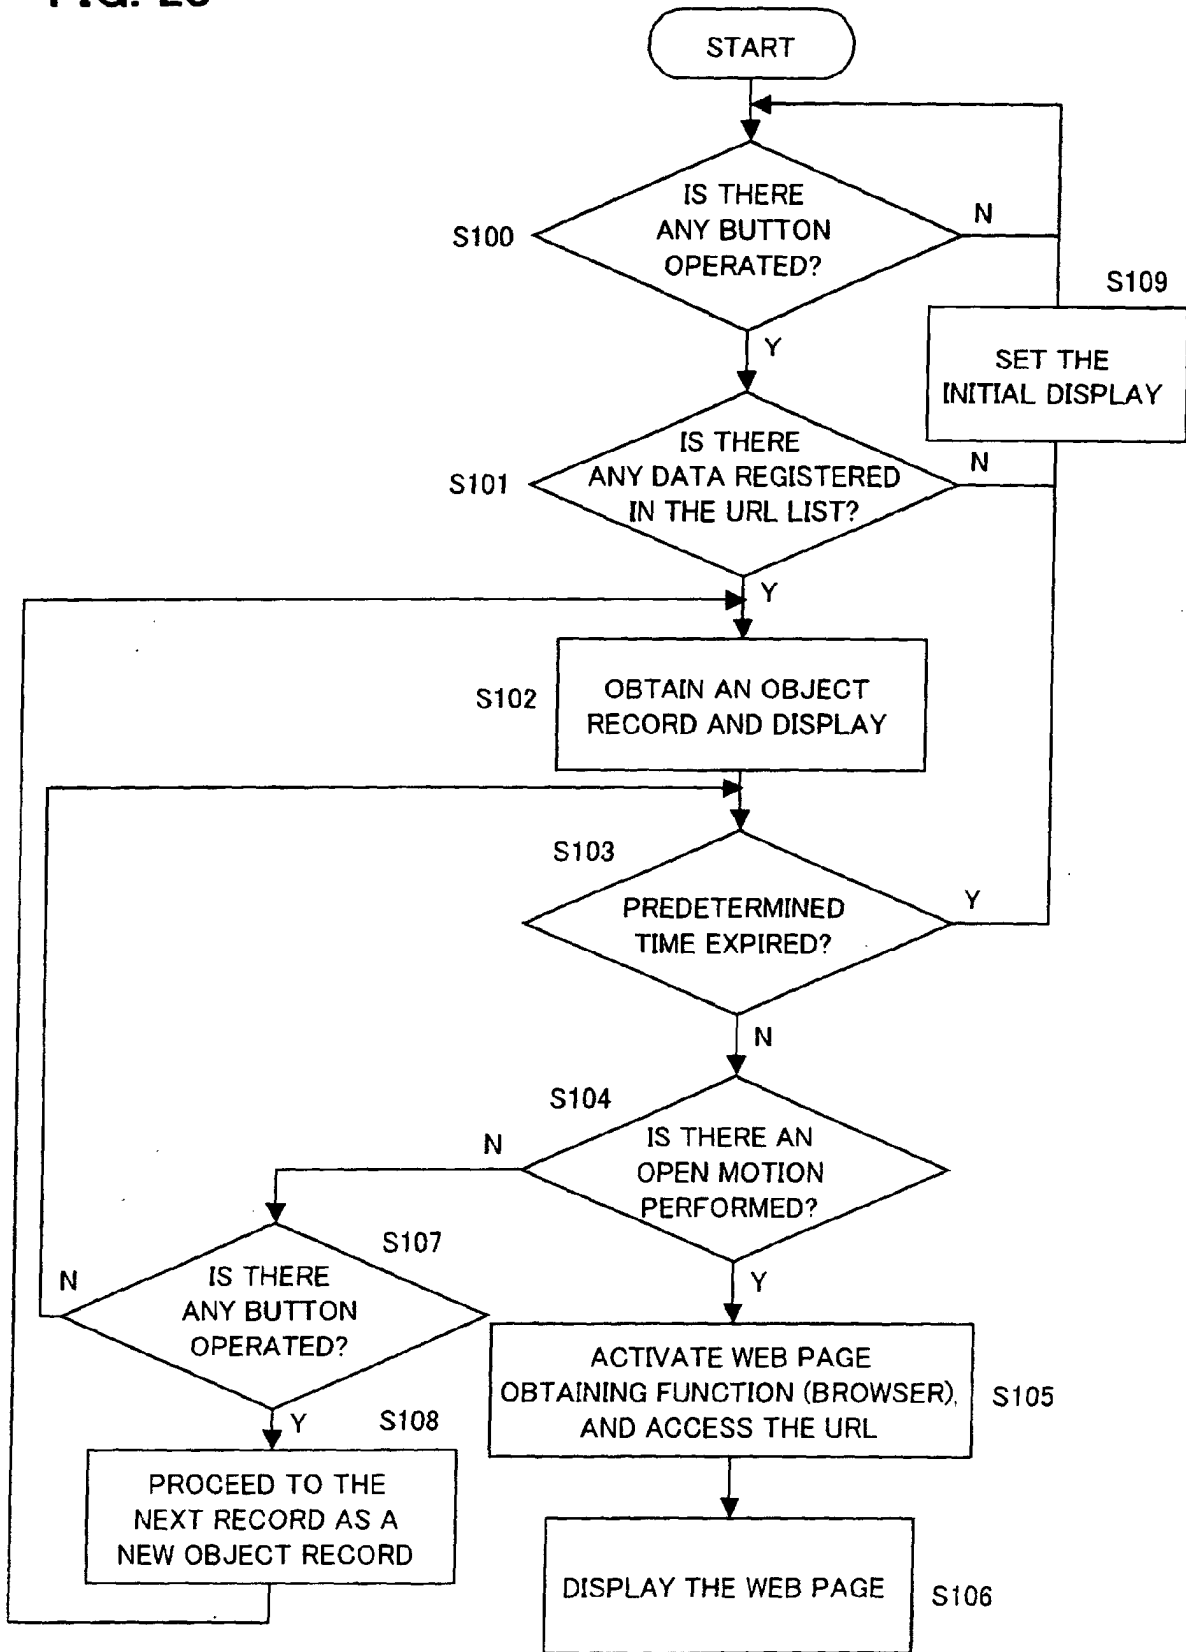 START
IS THERE
ANY BUTTON
OPERATED?
S100
N
Y
S109
SET THE
INITIAL DISPLAY
IS THERE
ANY DATA REGISTERED
IN THE URL LIST?
S101
N
Y
S102
OBTAIN AN OBJECT
RECORD AND DISPLAY
S103
PREDETERMINED
TIME EXPIRED?
Y
N
S104
IS THERE AN
OPEN MOTION
PERFORMED?
N
Y
S107
IS THERE
ANY BUTTON
OPERATED?
N
Y
S108
PROCEED TO THE
NEXT RECORD AS A
NEW OBJECT RECORD
ACTIVATE WEB PAGE
OBTAINING FUNCTION (BROWSER),
AND ACCESS THE URL
S105
DISPLAY THE WEB PAGE
S106